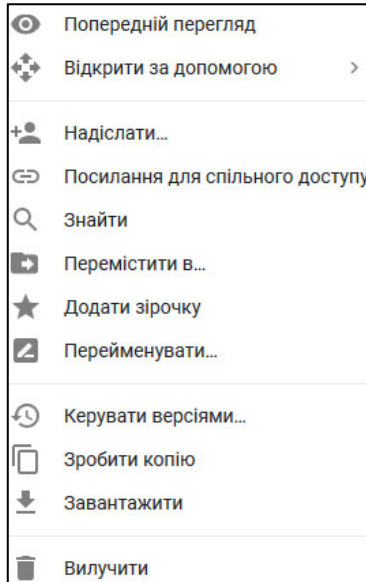 Попередній перегляд
Відкрити за допомогою
Надіслати...
Посилання для спільного доступу
Знайти
Перемістити в...
Додати зірочку
Перейменувати...
Керувати версіями...
Зробити копію
Завантажити
Вилучити